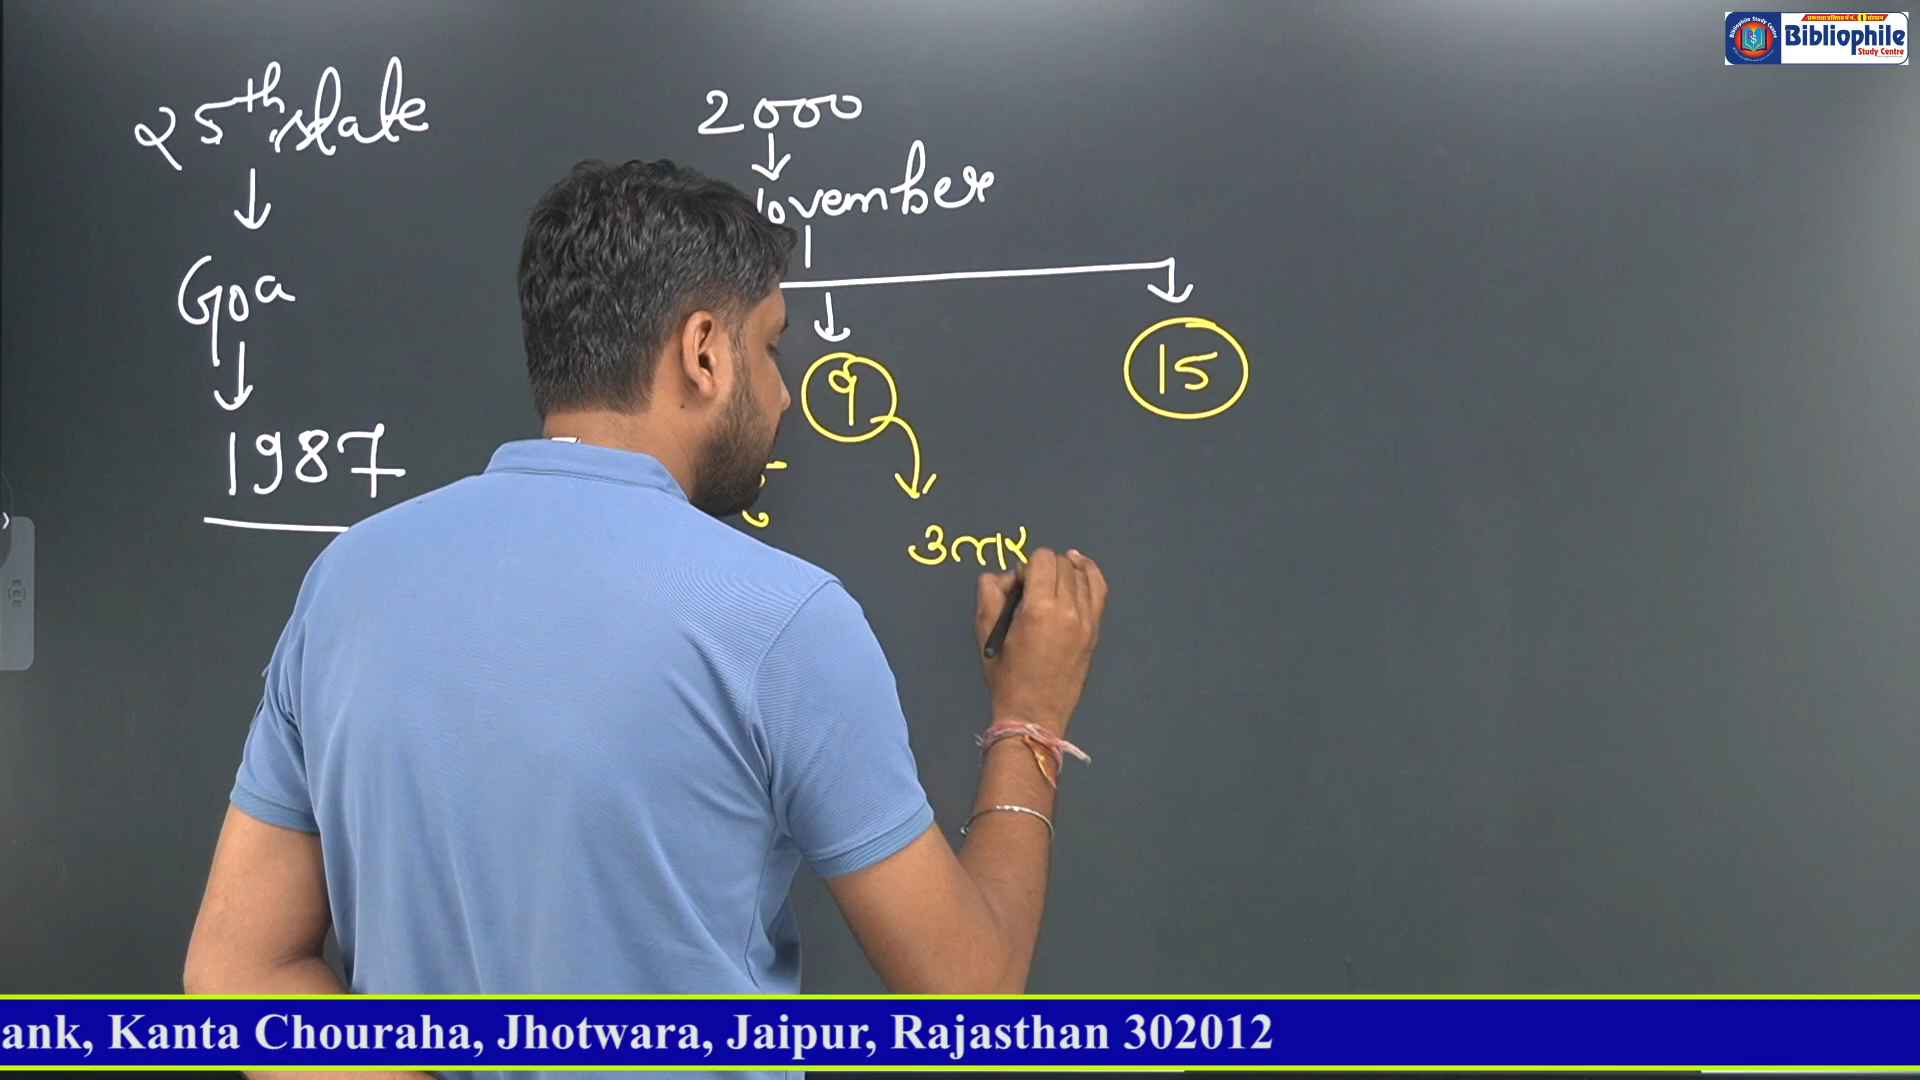 25th state
Goa
1987
2000
ovember
9
15
उत्तर
Bibliophile
Study Centre
ank, Kanta Chouraha, Jhotwara, Jaipur, Rajasthan 302012